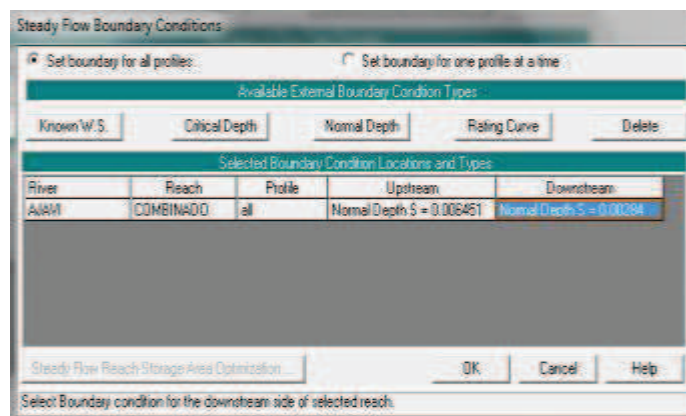 Steady Flow Boundary Conditions
Set boundary for all profiles
Set boundary for one profile at a time
Available External Boundary Condtion Types
Known W.S.
Critical Depth
Normal Depth
Rating Curve
Delete
Selected Boundary Condition Locations and Types
River Reach Profile Upstream Downstream
AJAVI COMBINADO all Normal Depth S = 0.006451 Normal Depth S = 0.00284
Steady Flow Reach Storage Area Optimization ...
OK
Cancel
Help
Select Boundary condition for the downstream side of selected reach.